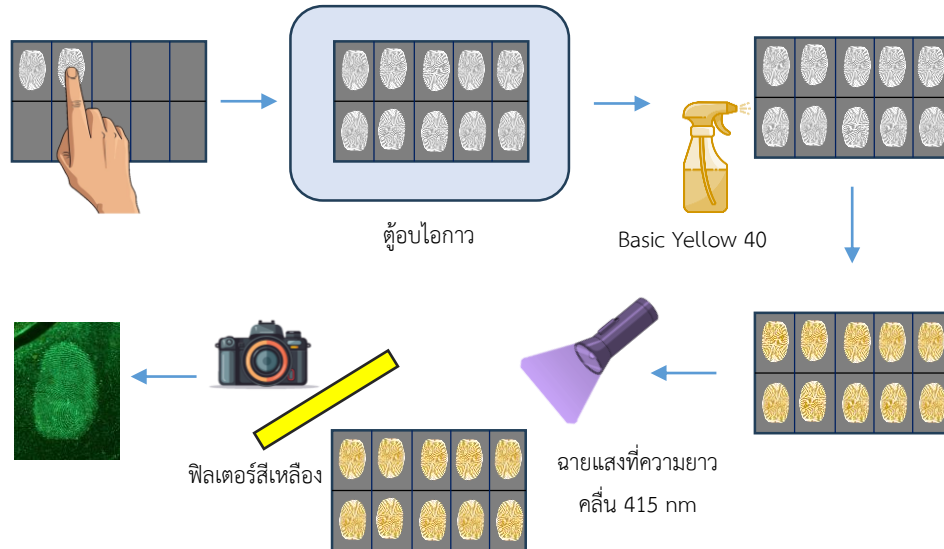 ตู้อบไอกาว
Basic Yellow 40
ฟิลเตอร์สีเหลือง
ฉายแสงที่ความยาว
คลื่น 415 nm